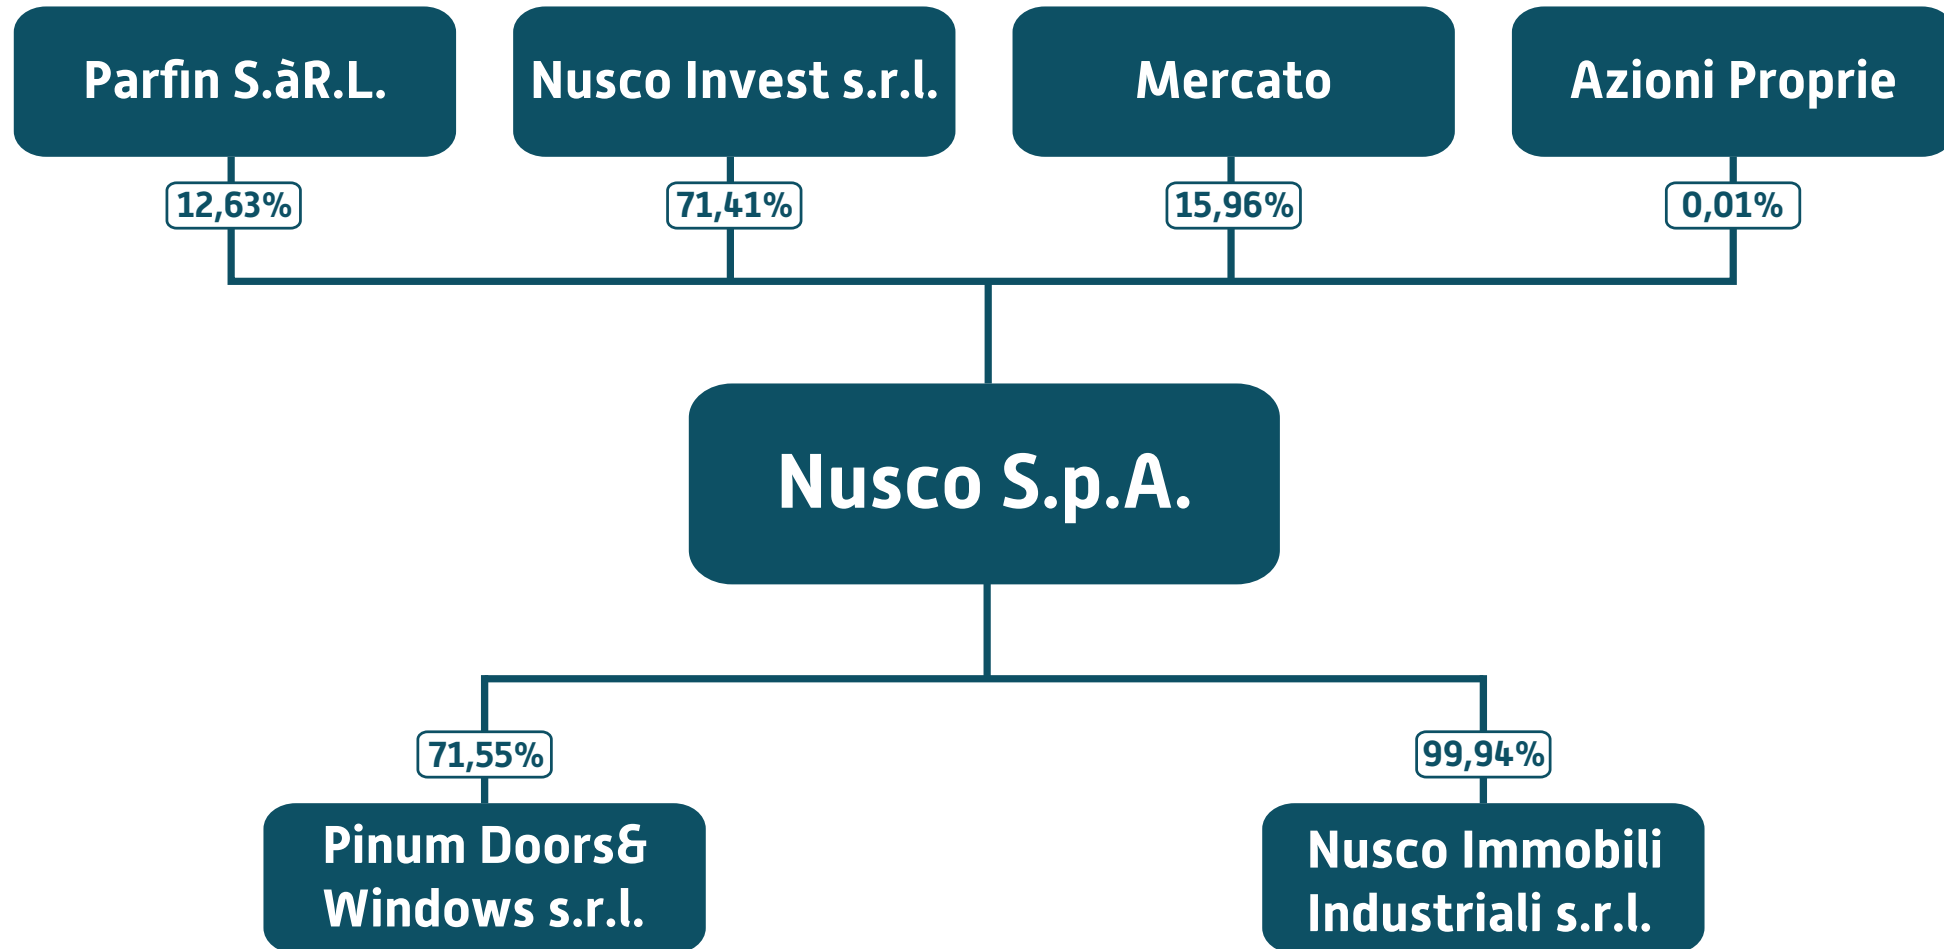 Parfin S.àR.L.
Nusco Invest s.r.l.
Mercato
Azioni Proprie
12,63%
71,41%
15,96%
0,01%
Nusco S.p.A.
71,55%
99,94%
Pinum Doors&
Windows s.r.l.
Nusco Immobili
Industriali s.r.l.